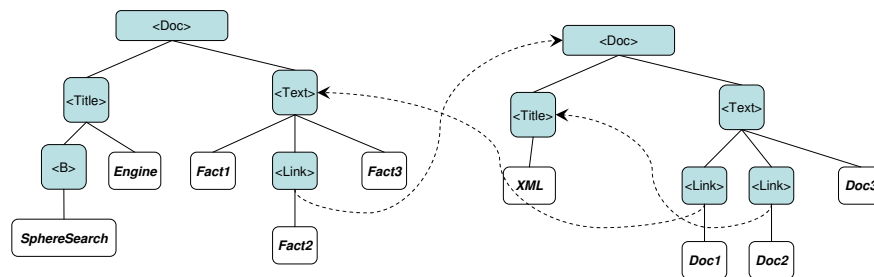 <Doc>
<Title>
<Text>
<B>
Engine
Fact1
<Link>
Fact3
SphereSearch
Fact2
<Doc>
<Title>
<Text>
XML
<Link>
<Link>
Doc3
Doc1
Doc2